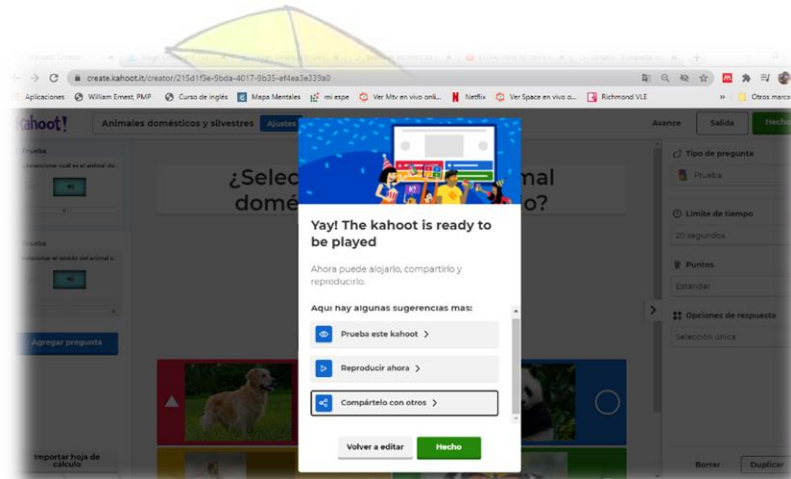 create.kahoot.it/creator/215d1f3e-9bda-4017-9b35-ef4ea3e339a0
Aplicaciones
William Ernest, PMP
Curso de inglés
Mapa Mentales
mi espe
Ver Mtv en vivo onli...
Netflix
Ver Space en vivo o...
Richmond VLE
»
Otros marca
Kahoot!
Animales domésticos y silvestres
Ajustes
Avance
Salida
Hecho
Prueba
Agregar pregunta
Prueba
Importar hoja de
cálculo
¿Selec
mal
domé
o?
Yay! The kahoot is ready to
be played
Ahora puede alojarlo, compartirlo y
reproducirlo.
Aquí hay algunas sugerencias más:
Prueba este kahoot >
Reproducir ahora >
Compártelo con otros >
Volver a editar
Hecho
Tipo de pregunta
Prueba
Límite de tiempo
20 segundos
Puntos
Estándar
Opciones de respuesta
Selección única
Borrar
Duplicar